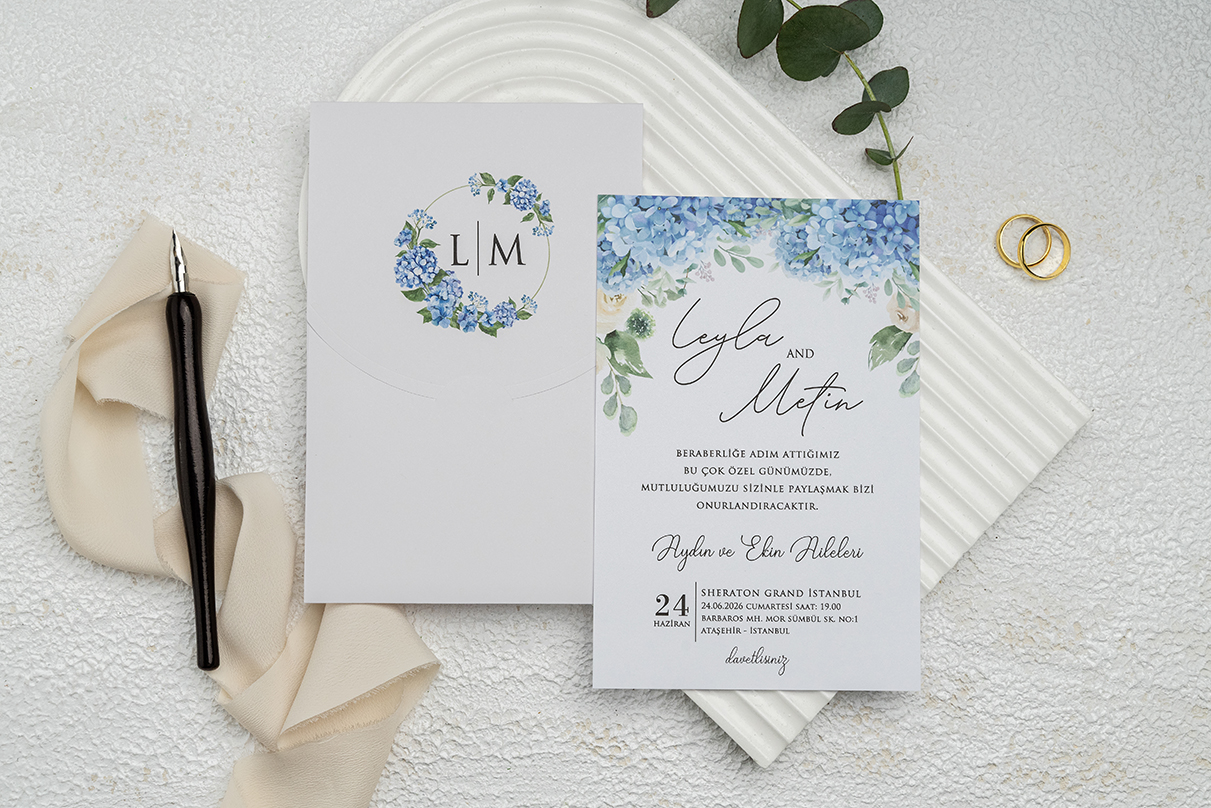 L | M
Leyla
AND
Metin
BERABERLİĞE ADIM ATTIĞIMIZ
BU ÇOK ÖZEL GÜNÜMÜZDE,
MUTLULUĞUMUZU SİZİNLE PAYLAŞMAK BİZİ
ONURLANDIRACAKTIR.
Aydın ve Ekin Aileleri
24
HAZİRAN
SHERATON GRAND İSTANBUL
24.06.2026 CUMARTESİ SAAT: 19.00
BARBAROS MH. MOR SÜMBÜL SK. NO:1
ATAŞEHİR - İSTANBUL
davetlisiniz